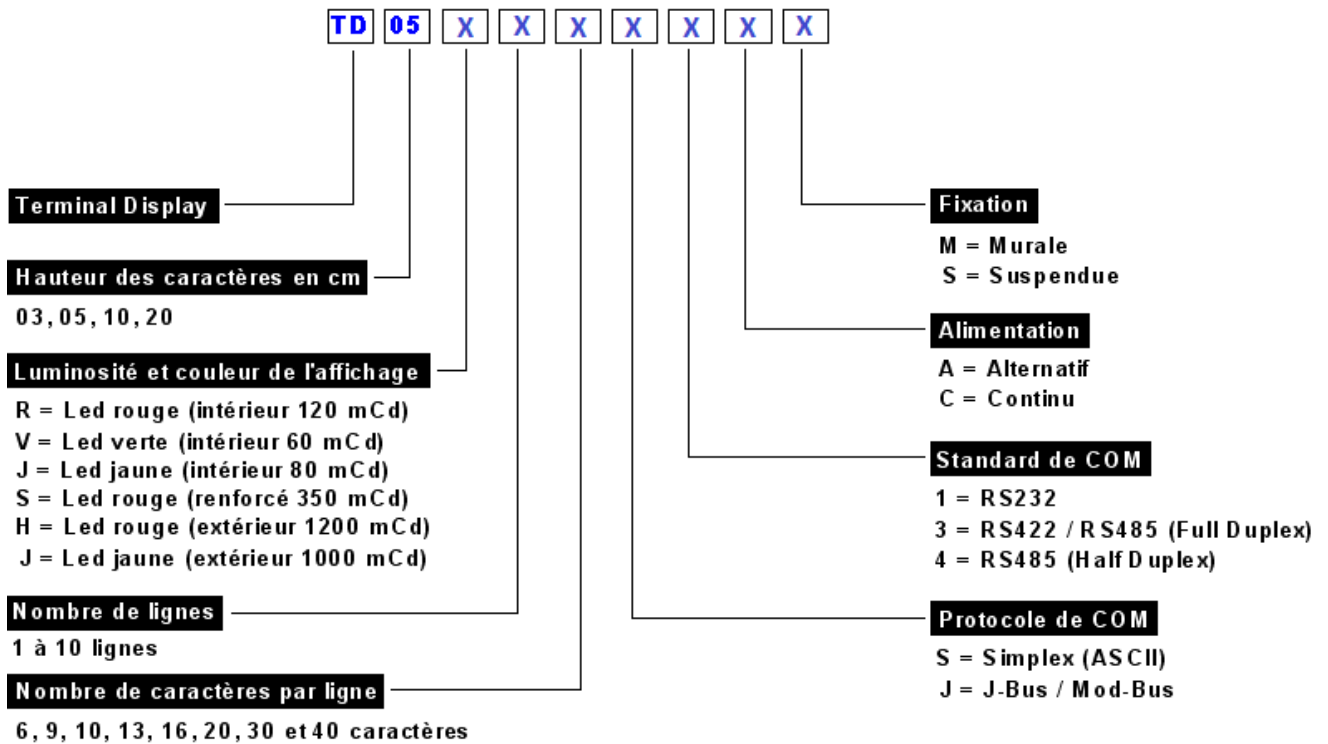 TD 05 X X X X X X X
Terminal Display
Hauteur des caractères en cm
03, 05, 10, 20
Luminosité et couleur de l'affichage
R = Led rouge (intérieur 120 mCd)
V = Led verte (intérieur 60 mCd)
J = Led jaune (intérieur 80 mCd)
S = Led rouge (renforcé 350 mCd)
H = Led rouge (extérieur 1200 mCd)
J = Led jaune (extérieur 1000 mCd)
Nombre de lignes
1 à 10 lignes
Nombre de caractères par ligne
6, 9, 10, 13, 16, 20, 30 et 40 caractères
Fixation
M = Murale
S = Suspendue
Alimentation
A = Alternatif
C = Continu
Standard de COM
1 = RS232
3 = RS422 / RS485 (Full Duplex)
4 = RS485 (Half Duplex)
Protocole de COM
S = Simplex (ASCII)
J = J-Bus / Mod-Bus